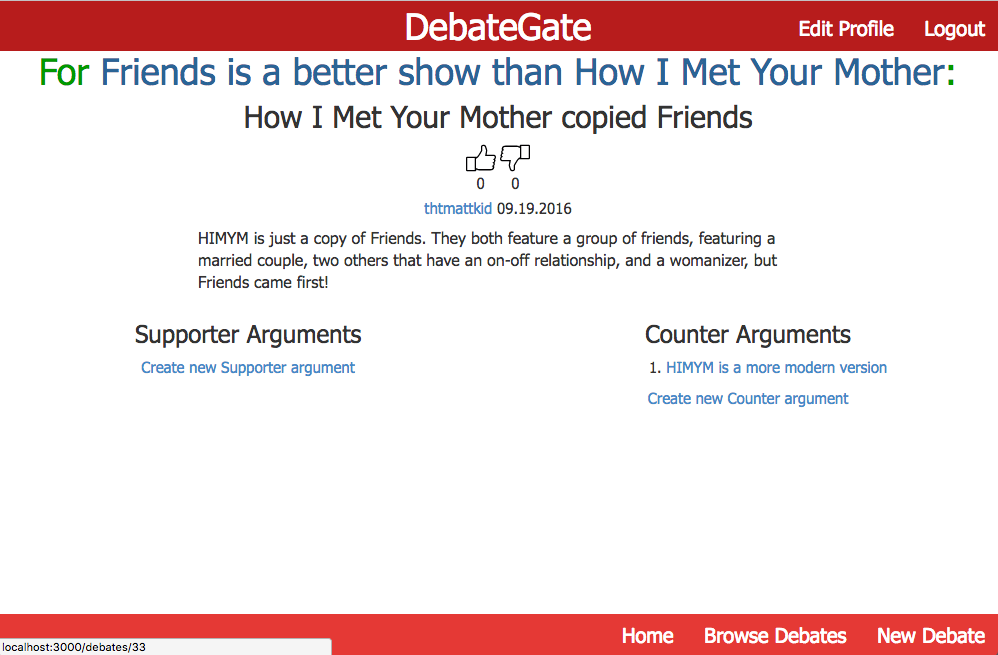 DebateGate
Edit Profile
Logout
For Friends is a better show than How I Met Your Mother:
How I Met Your Mother copied Friends
0
0
thtmattkid 09.19.2016
HIMYM is just a copy of Friends. They both feature a group of friends, featuring a
married couple, two others that have an on-off relationship, and a womanizer, but
Friends came first!
Supporter Arguments
Create new Supporter argument
Counter Arguments
1. HIMYM is a more modern version
Create new Counter argument
Home
Browse Debates
New Debate
localhost:3000/debates/33